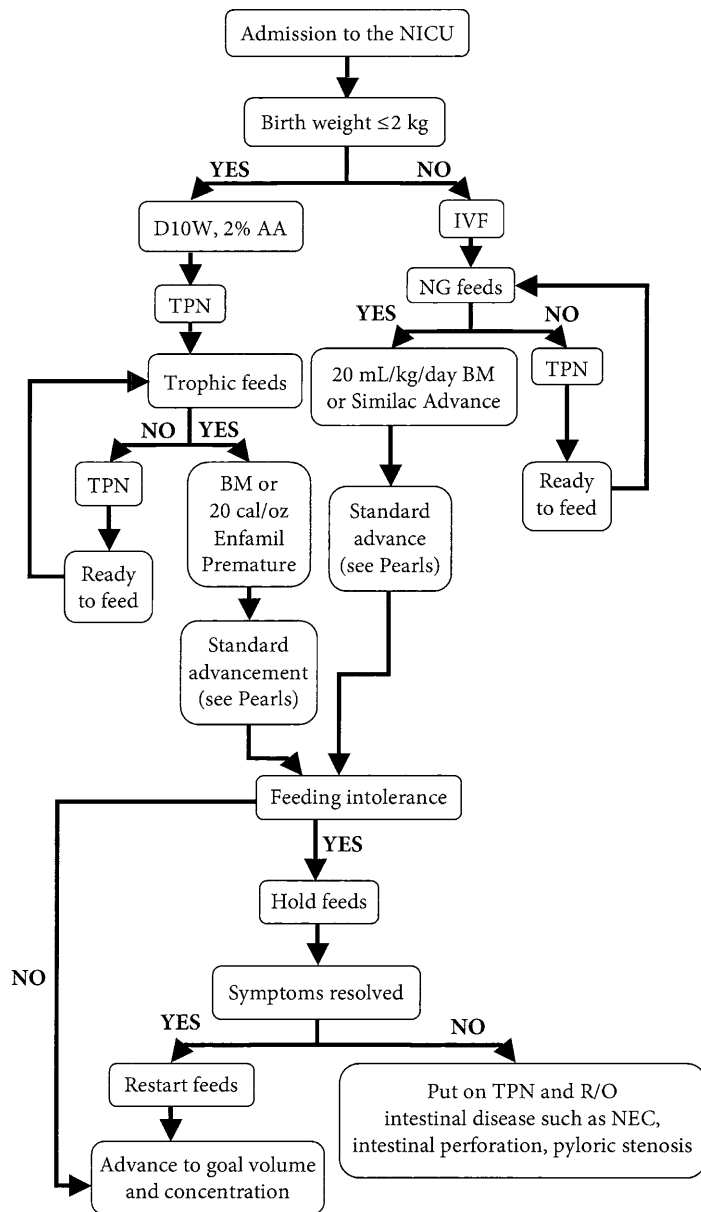 Admission to the NICU
Birth weight ≤2 kg
YES
NO
D10W, 2% AA
IVF
TPN
NG feeds
YES
NO
Trophic feeds
20 mL/kg/day BM
or Similac Advance
TPN
NO
YES
TPN
BM or
20 cal/oz
Enfamil
Premature
Standard
advance
(see Pearls)
Ready
to feed
Ready
to feed
Standard
advancement
(see Pearls)
Feeding intolerance
YES
Hold feeds
NO
Symptoms resolved
YES
NO
Restart feeds
Put on TPN and R/O
intestinal disease such as NEC,
intestinal perforation, pyloric stenosis
Advance to goal volume
and concentration